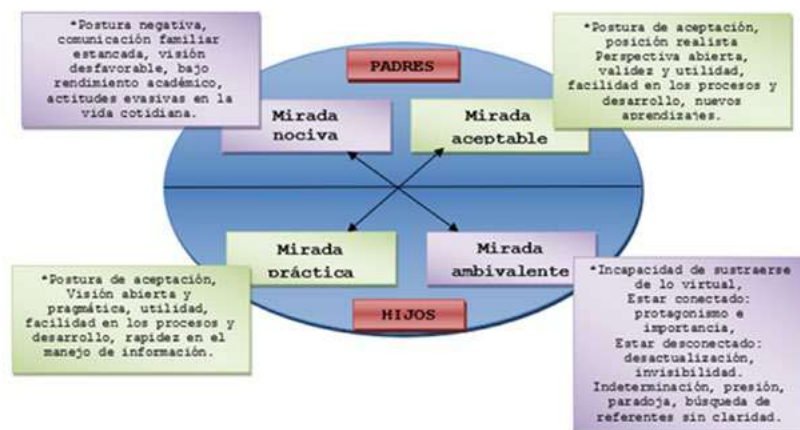 *Postura negativa,
comunicación familiar
estancada, visión
desfavorable, bajo
rendimiento académico,
actitudes evasivas en la
vida cotidiana.
*Postura de aceptación,
posición realista
Perspectiva abierta,
validez y utilidad,
facilidad en los procesos y
desarrollo, nuevos
aprendizajes.
PADRES
Mirada
nociva
Mirada
aceptable
Mirada
práctica
Mirada
ambivalente
HIJOS
*Postura de aceptación,
Visión abierta y
pragmática, utilidad,
facilidad en los procesos y
desarrollo, rapidez en el
manejo de información.
*Incapacidad de sustraerse
de lo virtual,
Estar conectado:
protagonismo e
importancia,
Estar desconectado:
desactualización,
invisibilidad.
Indeterminación, presión,
paradoja, búsqueda de
referentes sin claridad.